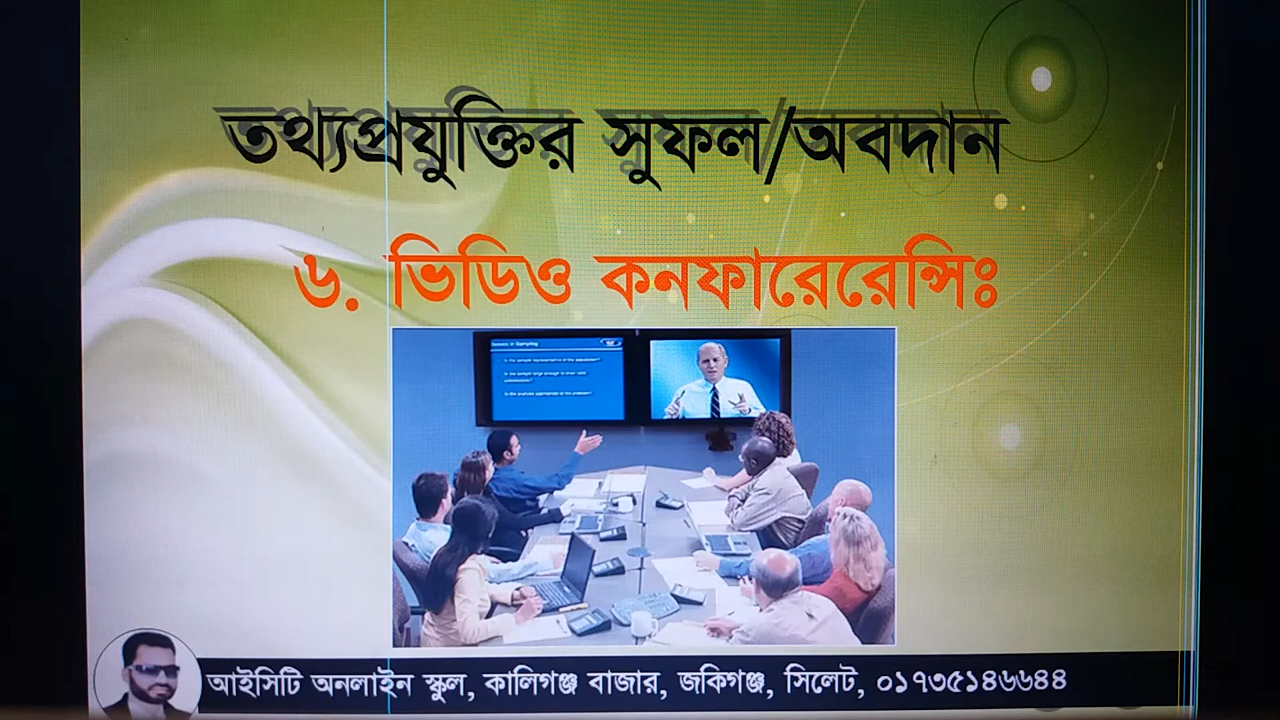 তথ্যপ্রযুক্তির সুফল/অবদান
৬. ভিডিও কনফারেরেন্সিঃ
আইসিটি অনলাইন স্কুল, কালিগঞ্জ বাজার, জকিগঞ্জ, সিলেট, ০১৭৩৫১৪৬৬৪৪